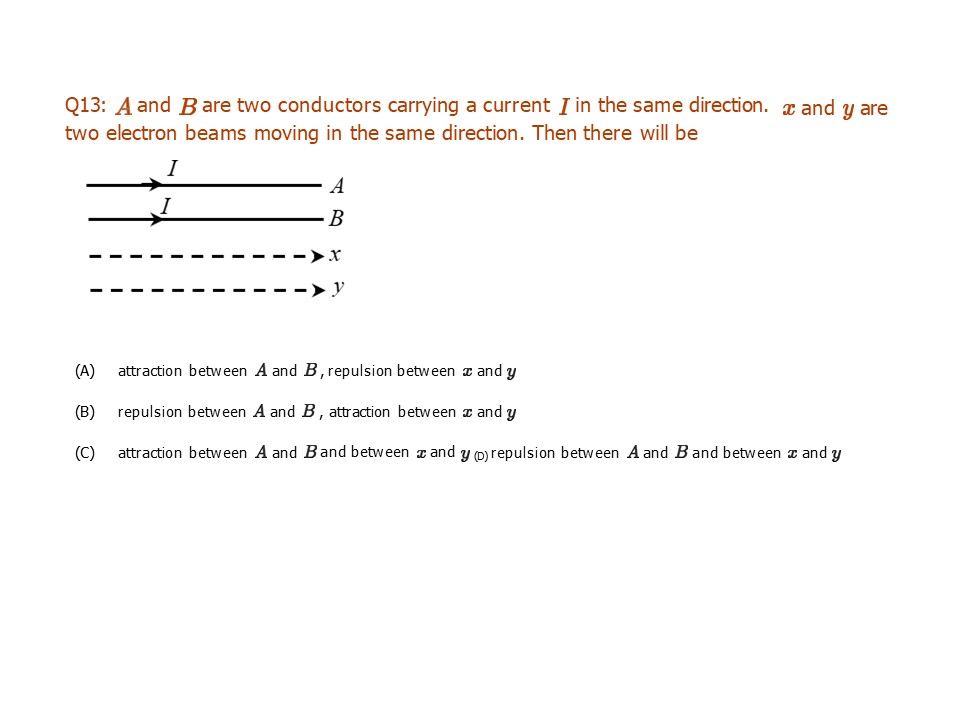 Q13: A and B are two conductors carrying a current I in the same direction. x and y are
two electron beams moving in the same direction. Then there will be
I
A
I
B
x
y
(A) attraction between A and B, repulsion between x and y
(B) repulsion between A and B, attraction between x and y
(C) attraction between A and B and between x and y (D) repulsion between A and B and between x and y